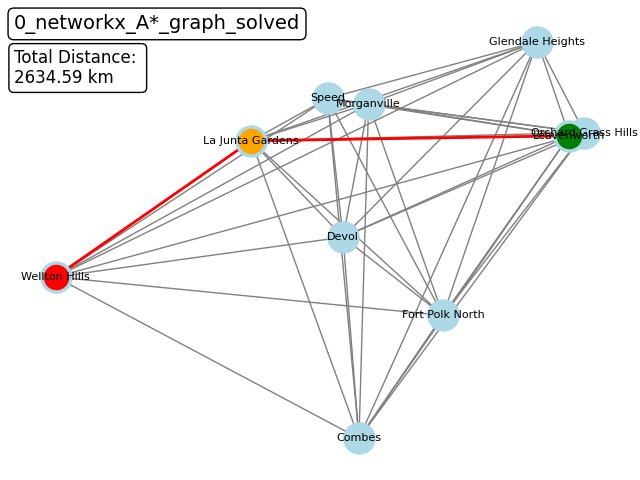 0_networkx_A*_graph_solved
Total Distance:
2634.59 km
Glendale Heights
Speed
Morganville
Orchard Grass Hills
Leavenworth
La Junta Gardens
Devol
Wellton Hills
Fort Polk North
Combes